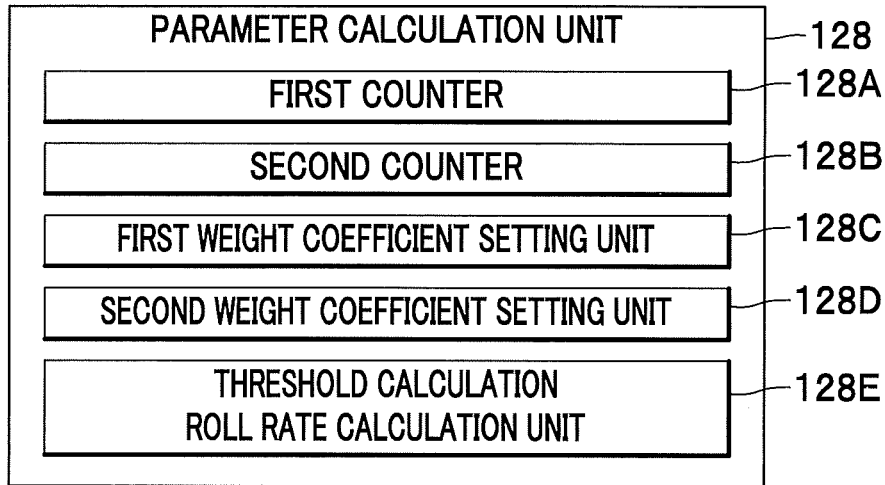 PARAMETER CALCULATION UNIT 128
FIRST COUNTER 128A
SECOND COUNTER 128B
FIRST WEIGHT COEFFICIENT SETTING UNIT 128C
SECOND WEIGHT COEFFICIENT SETTING UNIT 128D
THRESHOLD CALCULATION 128E
ROLL RATE CALCULATION UNIT